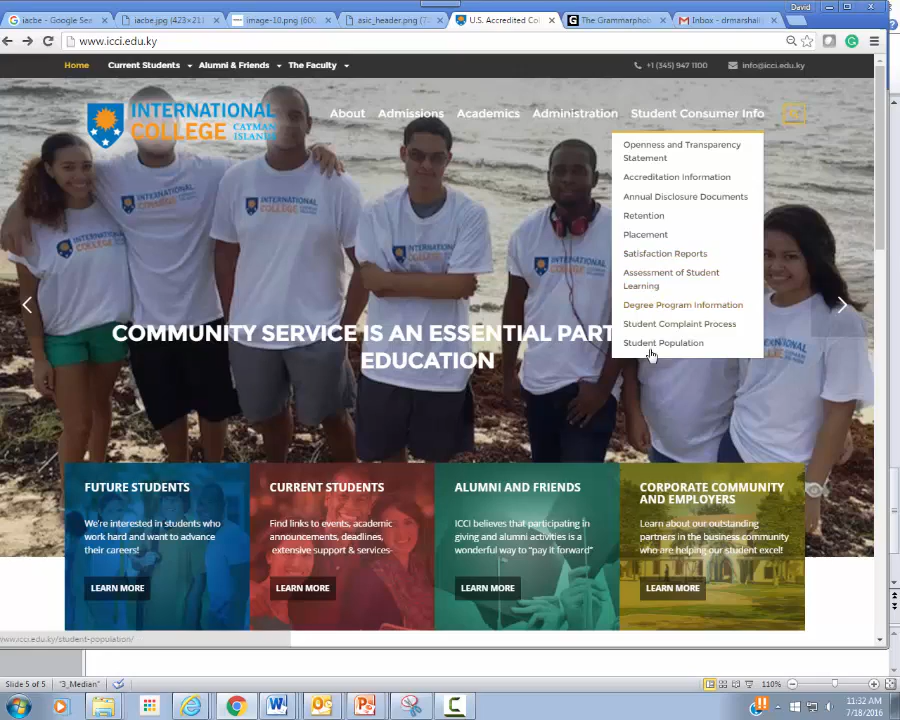 David
iacbe - Google Sea
iacbe.jpg (423×218
image-10.png (600
asic_header.png (7
U.S. Accredited Co
The Grammarphob
Inbox - drmarshall
www.icci.edu.ky
Home
Current Students
Alumni & Friends
The Faculty
+1 (345) 947 1100
info@icci.edu.ky
INTERNATIONAL
COLLEGE CAYMAN
ISLANDS
About
Admissions
Academics
Administration
Student Consumer Info
Openness and Transparency
Statement
Accreditation Information
Annual Disclosure Documents
Retention
Placement
Satisfaction Reports
Assessment of Student
Learning
Degree Program Information
Student Complaint Process
Student Population
COMMUNITY SERVICE IS AN ESSENTIAL PART
EDUCATION
FUTURE STUDENTS
We're interested in students who
work hard and want to advance
their careers!
LEARN MORE
CURRENT STUDENTS
Find links to events, academic
announcements, deadlines,
extensive support & services-
LEARN MORE
ALUMNI AND FRIENDS
ICCI believes that participating in
giving and alumni activities is a
wonderful way to "pay it forward"
LEARN MORE
CORPORATE COMMUNITY
AND EMPLOYERS
Learn about our outstanding
partners in the business community
who are helping our student excel!
LEARN MORE
www.icci.edu.ky/student-population/
Slide 5 of 5
"3_Median"
110%
11:32 AM
7/18/2016